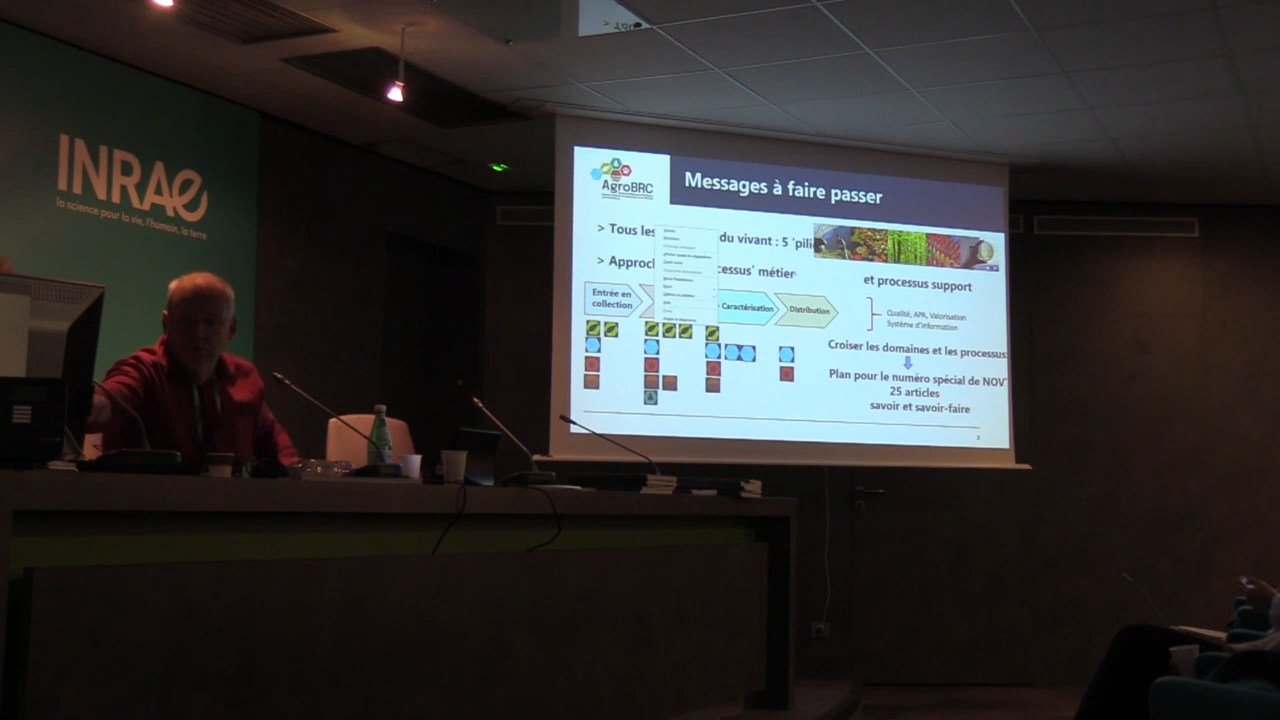 INRAE
la science pour la vie, l'humain, la terre
AgroBRC
Messages à faire passer
> Tous les du vivant : 5 'pili
> Approc cessus' métier
et processus support
Entrée en
collection
Caractérisation
Distribution
Qualité, APA, Valorisation
Système d'information
Croiser les domaines et les processus
Plan pour le numéro spécial de NOV'
25 articles
savoir et savoir-faire